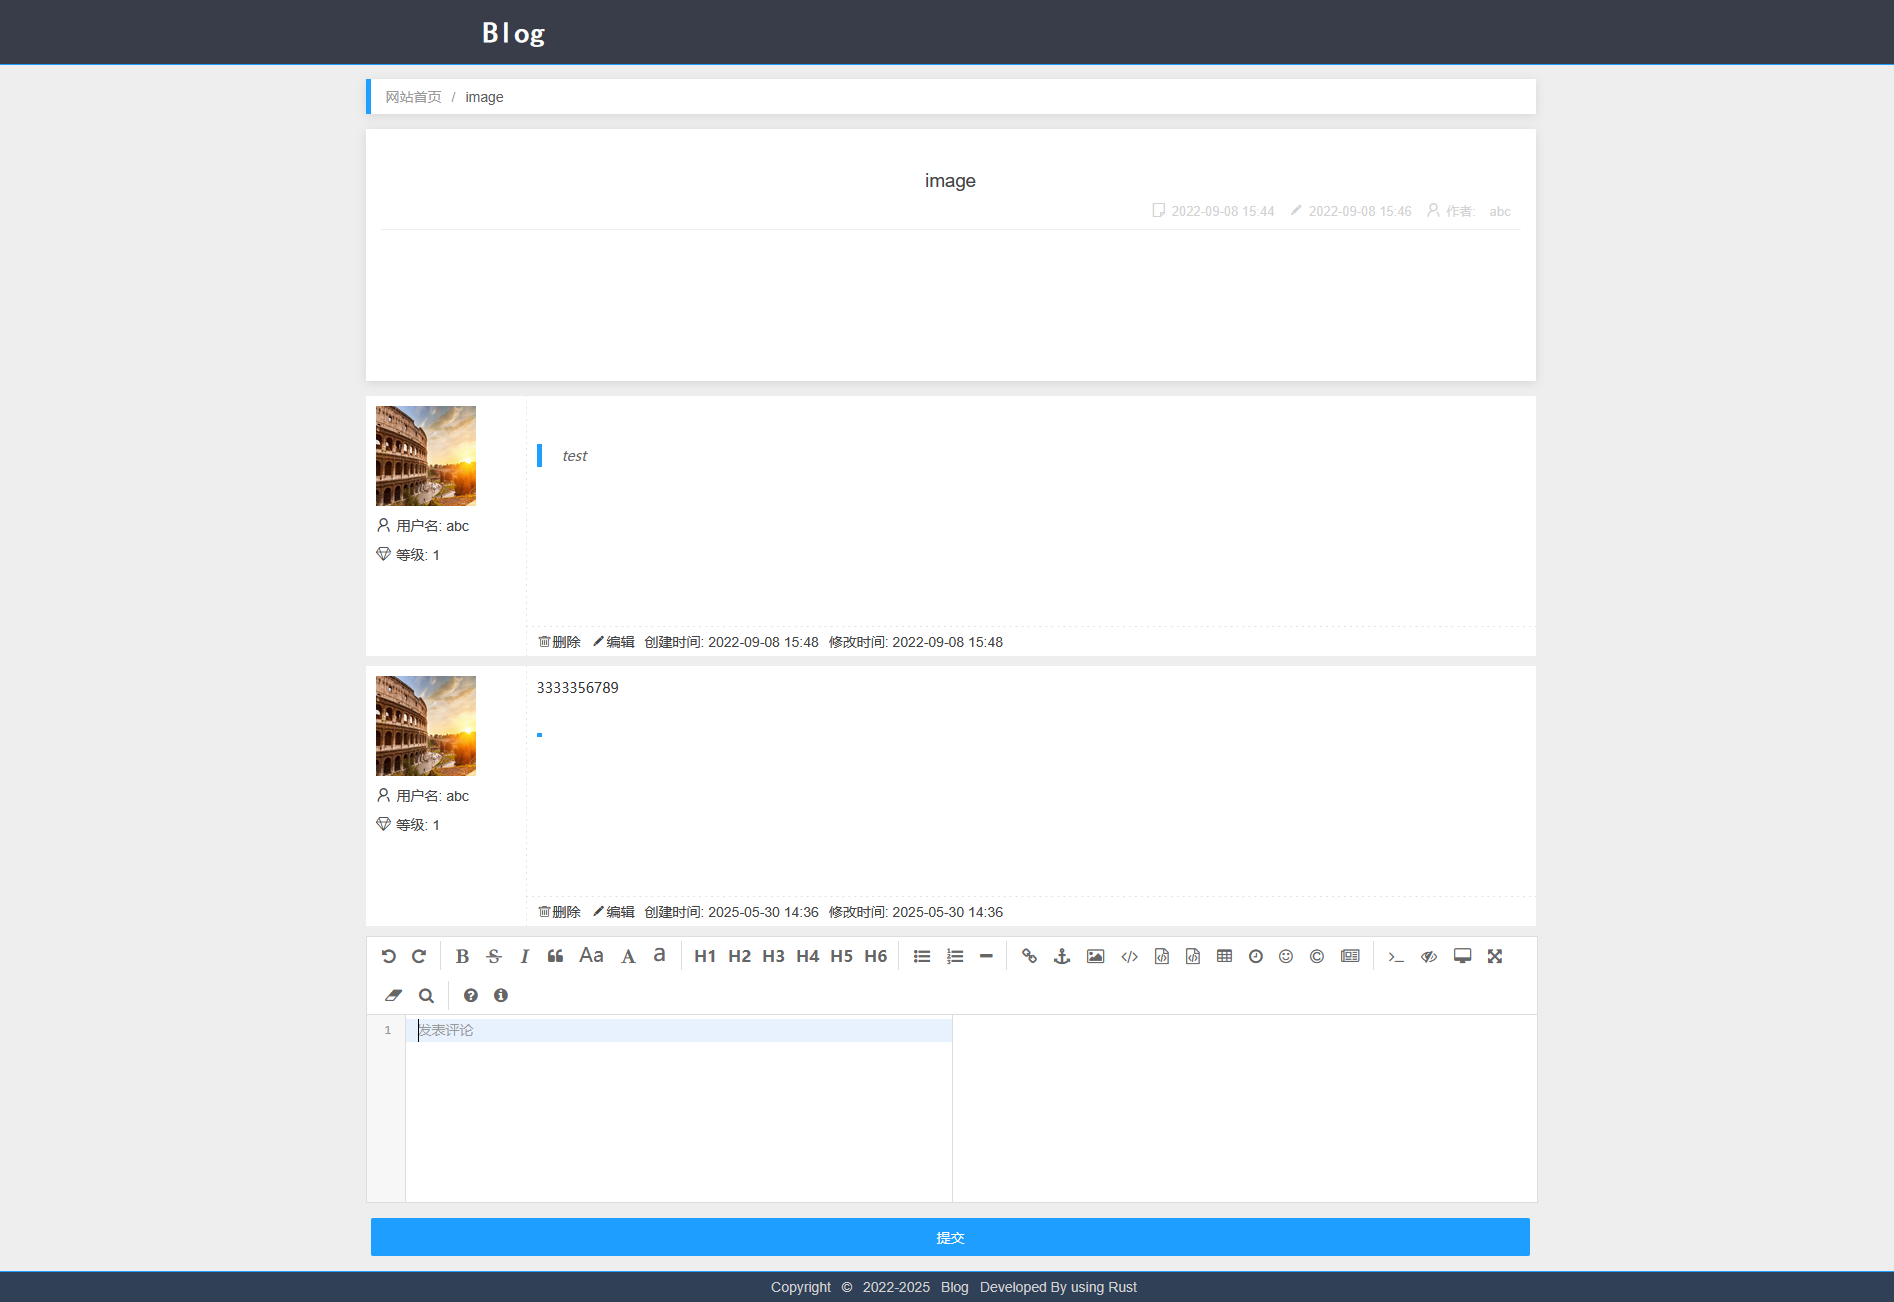 Blog
网站首页 / image
image
2022-09-08 15:44 2022-09-08 15:46 作者: abc
test
用户名: abc
等级: 1
删除 编辑 创建时间: 2022-09-08 15:48 修改时间: 2022-09-08 15:48
3333356789
用户名: abc
等级: 1
删除 编辑 创建时间: 2025-05-30 14:36 修改时间: 2025-05-30 14:36
B S I Aa A a H1 H2 H3 H4 H5 H6
1 发表评论
提交
Copyright © 2022-2025 Blog Developed By using Rust